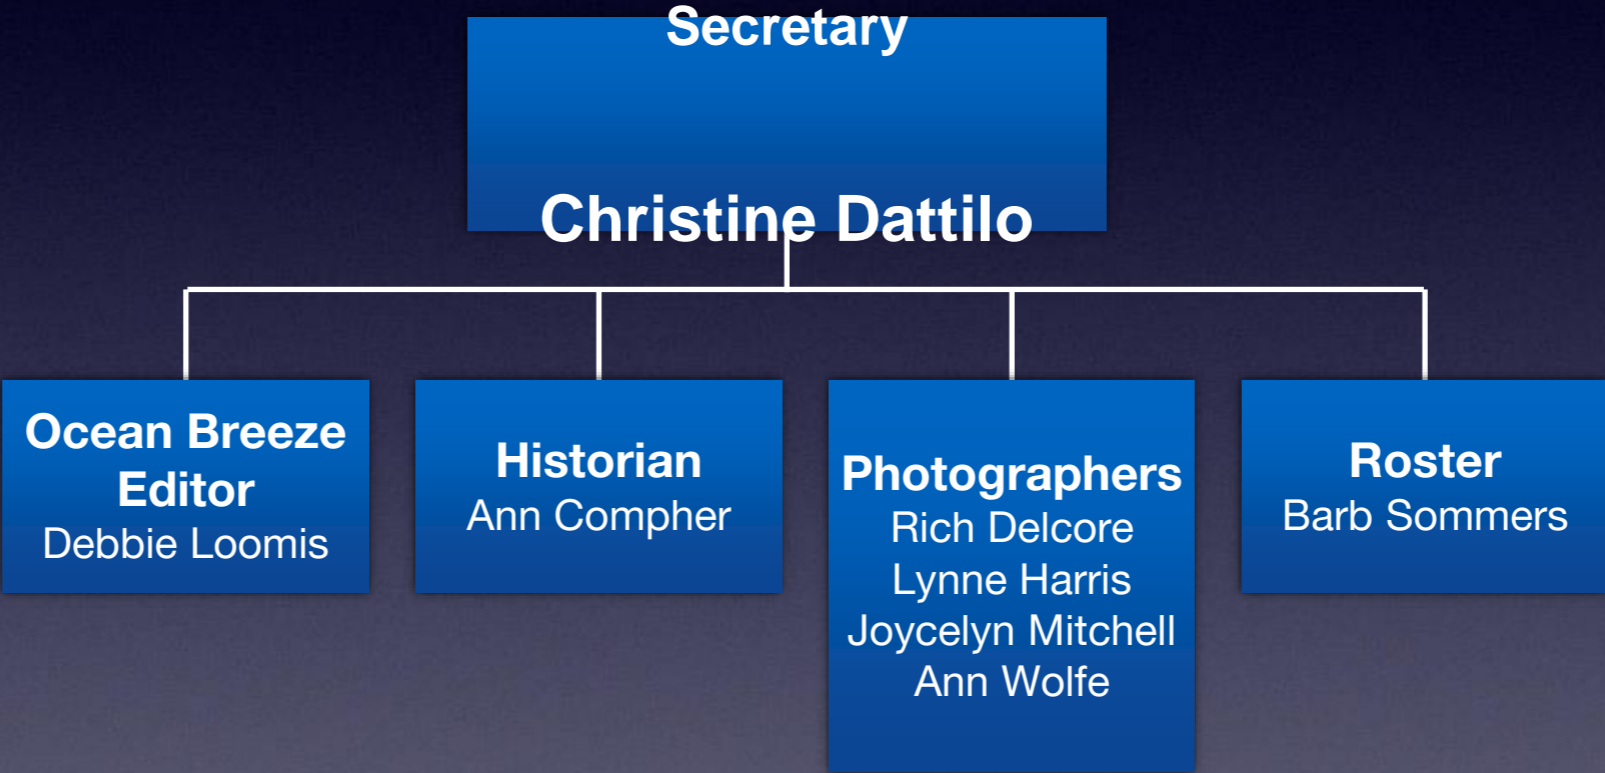 Secretary
Christine Dattilo
Ocean Breeze
Editor
Debbie Loomis
Historian
Ann Compher
Photographers
Rich Delcore
Lynne Harris
Joycelyn Mitchell
Ann Wolfe
Roster
Barb Sommers